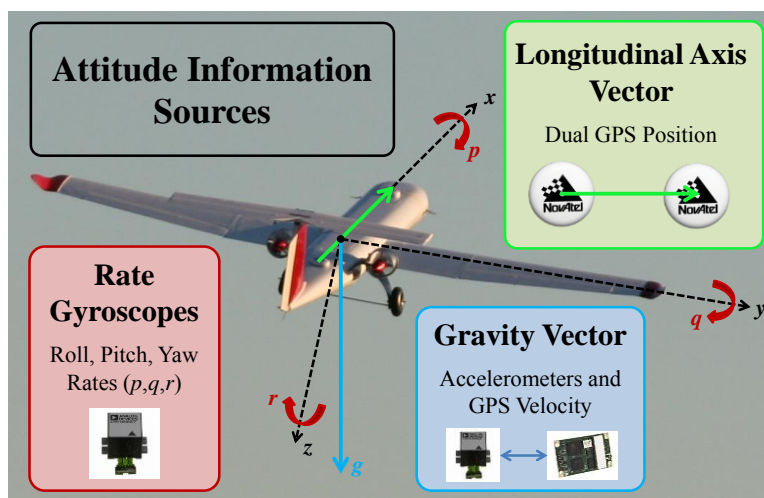 Attitude Information
Sources
Longitudinal Axis
Vector
Dual GPS Position
NovAtel
NovAtel
x
p
Rate
Gyroscopes
Roll, Pitch, Yaw
Rates (p,q,r)
q
y
Gravity Vector
Accelerometers and
GPS Velocity
r
z
g